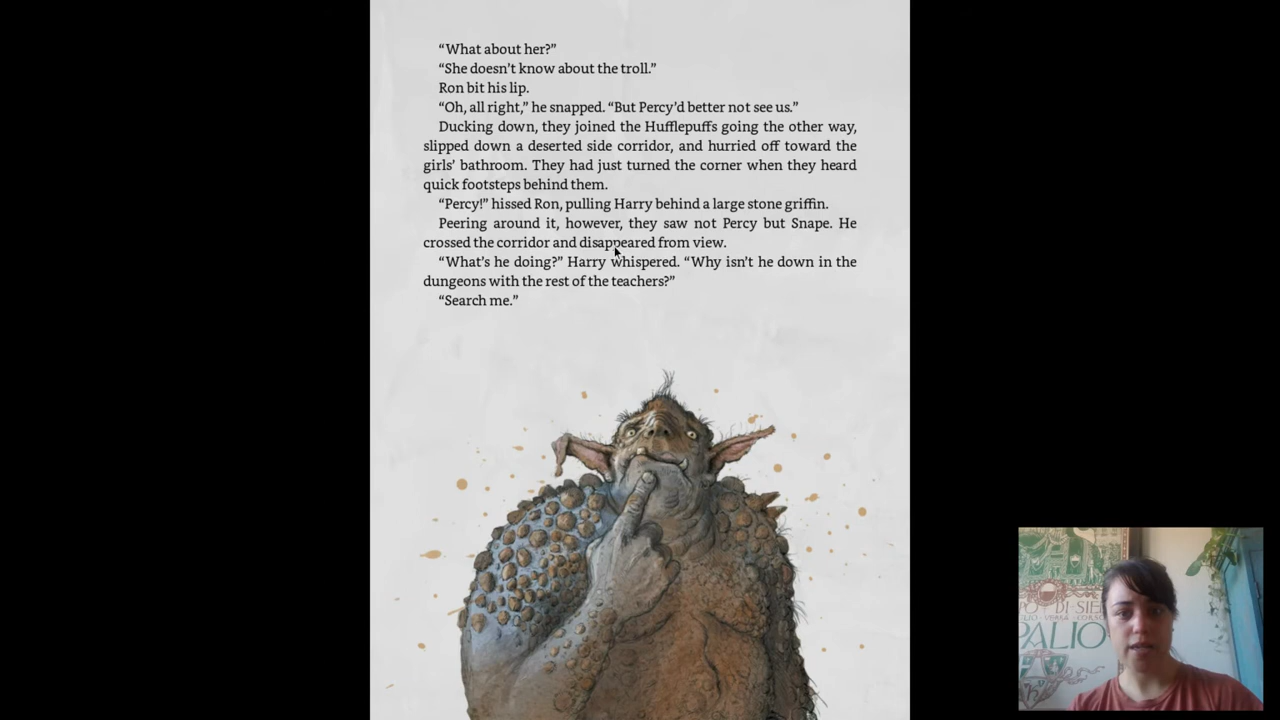 “What about her?”
“She doesn’t know about the troll.”
Ron bit his lip.
“Oh, all right,” he snapped. “But Percy’d better not see us.”
Ducking down, they joined the Hufflepuffs going the other way,
slipped down a deserted side corridor, and hurried off toward the
girls’ bathroom. They had just turned the corner when they heard
quick footsteps behind them.
“Percy!” hissed Ron, pulling Harry behind a large stone griffin.
Peering around it, however, they saw not Percy but Snape. He
crossed the corridor and disappeared from view.
“What’s he doing?” Harry whispered. “Why isn’t he down in the
dungeons with the rest of the teachers?”
“Search me.”
DI SIE
PALIO